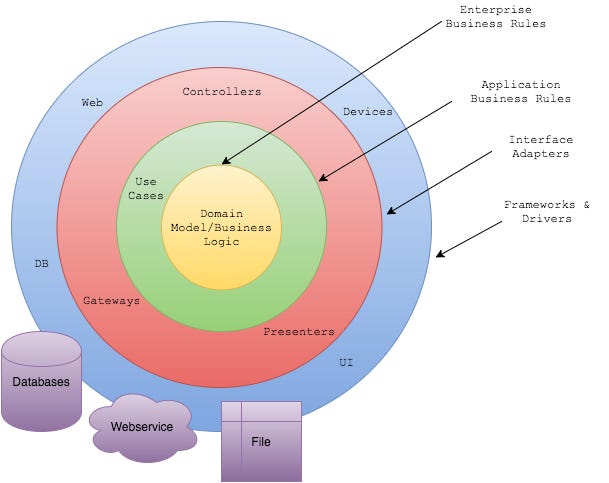 Enterprise
Business Rules
Application
Business Rules
Interface
Adapters
Frameworks &
Drivers
Web
Controllers
Devices
Use
Cases
Domain
Model/Business
Logic
DB
Gateways
Presenters
UI
Databases
Webservice
File